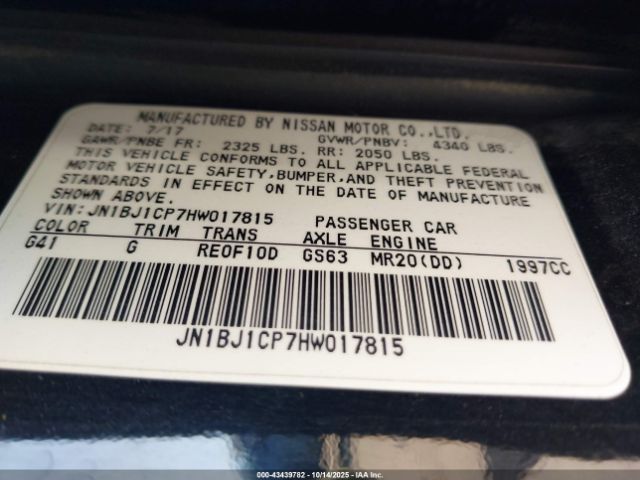 MANUFACTURED BY NISSAN MOTOR CO.,LTD.
DATE: 7/17 GVWR/PNBV: 4340 LBS.
GAWR/PNBE FR: 2325 LBS. RR: 2050 LBS.
THIS VEHICLE CONFORMS TO ALL APPLICABLE FEDERAL
MOTOR VEHICLE SAFETY,BUMPER,AND THEFT PREVENTION
STANDARDS IN EFFECT ON THE DATE OF MANUFACTURE
SHOWN ABOVE.
VIN:JN1BJ1CP7HW017815 PASSENGER CAR
COLOR TRIM TRANS AXLE ENGINE
G41 G RE0F10D GS63 MR20(DD) 1997CC
JN1BJ1CP7HW017815
000-43439782 | 10/14/2025 | IAA Inc.